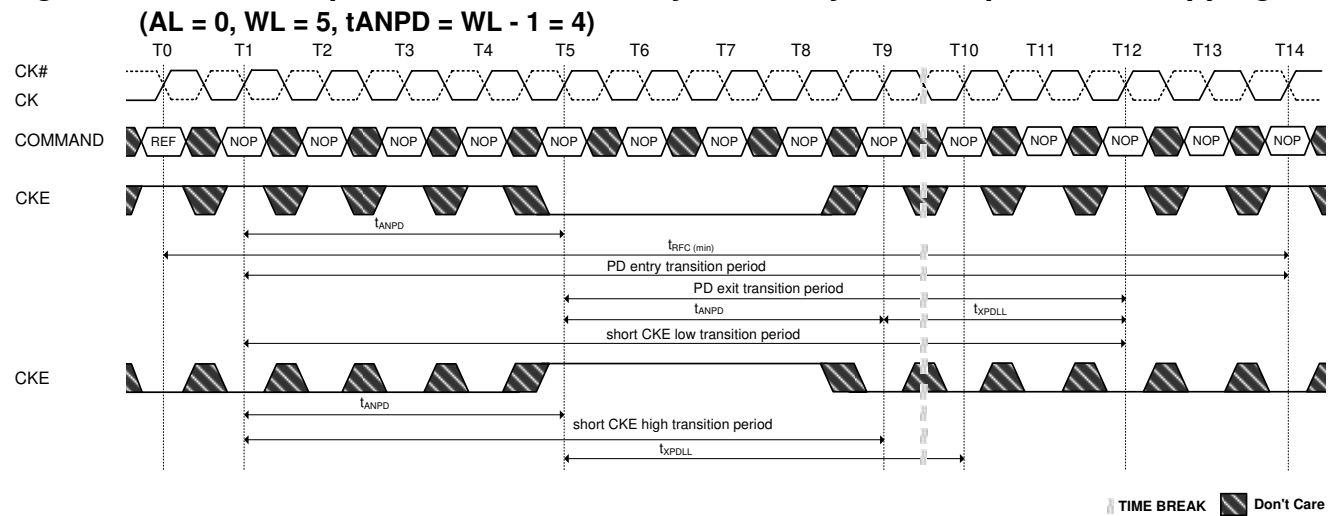 (AL = 0, WL = 5, tANPD = WL - 1 = 4)
T0 T1 T2 T3 T4 T5 T6 T7 T8 T9 T10 T11 T12 T13 T14
CK#
CK
COMMAND REF NOP NOP NOP NOP NOP NOP NOP NOP NOP NOP NOP NOP NOP NOP
CKE
tANPD
tRFC (min)
PD entry transition period
PD exit transition period
tANPD tXPDLL
short CKE low transition period
CKE
tANPD
short CKE high transition period
tXPDLL
TIME BREAK Don't Care